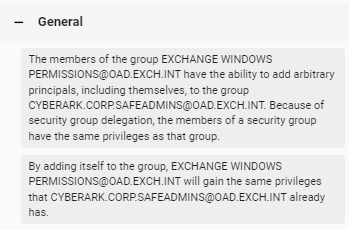 General
The members of the group EXCHANGE WINDOWS
PERMISSIONS@OAD.EXCH.INT have the ability to add arbitrary
principals, including themselves, to the group
CYBERARK.CORP.SAFEADMINS@OAD.EXCH.INT. Because of
security group delegation, the members of a security group
have the same privileges as that group.
By adding itself to the group, EXCHANGE WINDOWS
PERMISSIONS@OAD.EXCH.INT will gain the same privileges
that CYBERARK.CORP.SAFEADMINS@OAD.EXCH.INT already
has.